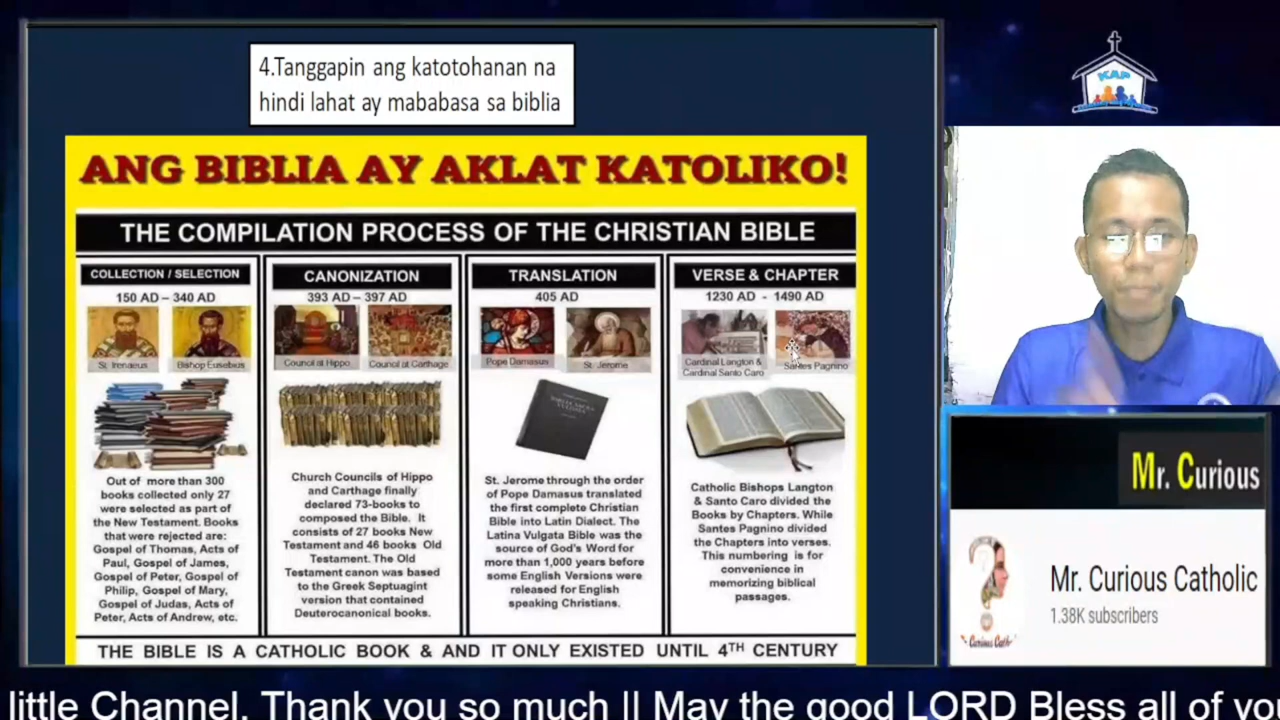 4.Tanggapin ang katotohanan na
hindi lahat ay mababasa sa biblia
ANG BIBLIA AY AKLAT KATOLIKO!
THE COMPILATION PROCESS OF THE CHRISTIAN BIBLE
COLLECTION / SELECTION
150 AD – 340 AD
St. Irenaeus
Bishop Eusebius
Out of more than 300
books collected only 27
were selected as part of
the New Testament. Books
that were rejected are:
Gospel of Thomas, Acts of
Paul, Gospel of James,
Gospel of Peter, Gospel of
Philip, Gospel of Mary,
Gospel of Judas, Acts of
Peter, Acts of Andrew, etc.
CANONIZATION
393 AD – 397 AD
Council at Hippo
Council at Carthage
Church Councils of Hippo
and Carthage finally
declared 73-books to
composed the Bible. It
consists of 27 books New
Testament and 46 books Old
Testament. The Old
Testament canon was based
to the Greek Septuagint
version that contained
Deuterocanonical books.
TRANSLATION
405 AD
Pope Damasus
St. Jerome
St. Jerome through the order
of Pope Damasus translated
the first complete Christian
Bible into Latin Dialect. The
Latina Vulgata Bible was the
source of God's Word for
more than 1,000 years before
some English Versions were
released for English
speaking Christians.
VERSE & CHAPTER
1230 AD - 1490 AD
Cardinal Langton &
Cardinal Santo Caro
Santes Pagnino
Catholic Bishops Langton
& Santo Caro divided the
Books by Chapters. While
Santes Pagnino divided
the Chapters into verses.
This numbering is for
convenience in
memorizing biblical
passages.
THE BIBLE IS A CATHOLIC BOOK & AND IT ONLY EXISTED UNTIL 4TH CENTURY
KAP
Mr. Curious
Mr. Curious Catholic
1.38K subscribers
little Channel. Thank you so much || May the good LORD Bless all of